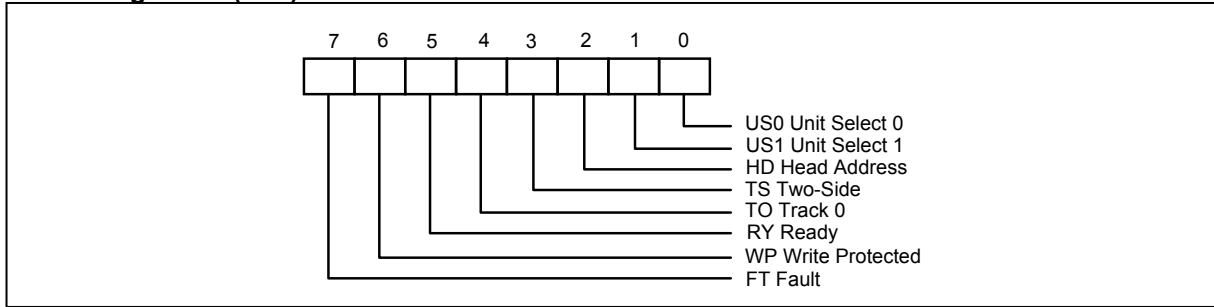 7 6 5 4 3 2 1 0
US0 Unit Select 0
US1 Unit Select 1
HD Head Address
TS Two-Side
TO Track 0
RY Ready
WP Write Protected
FT Fault